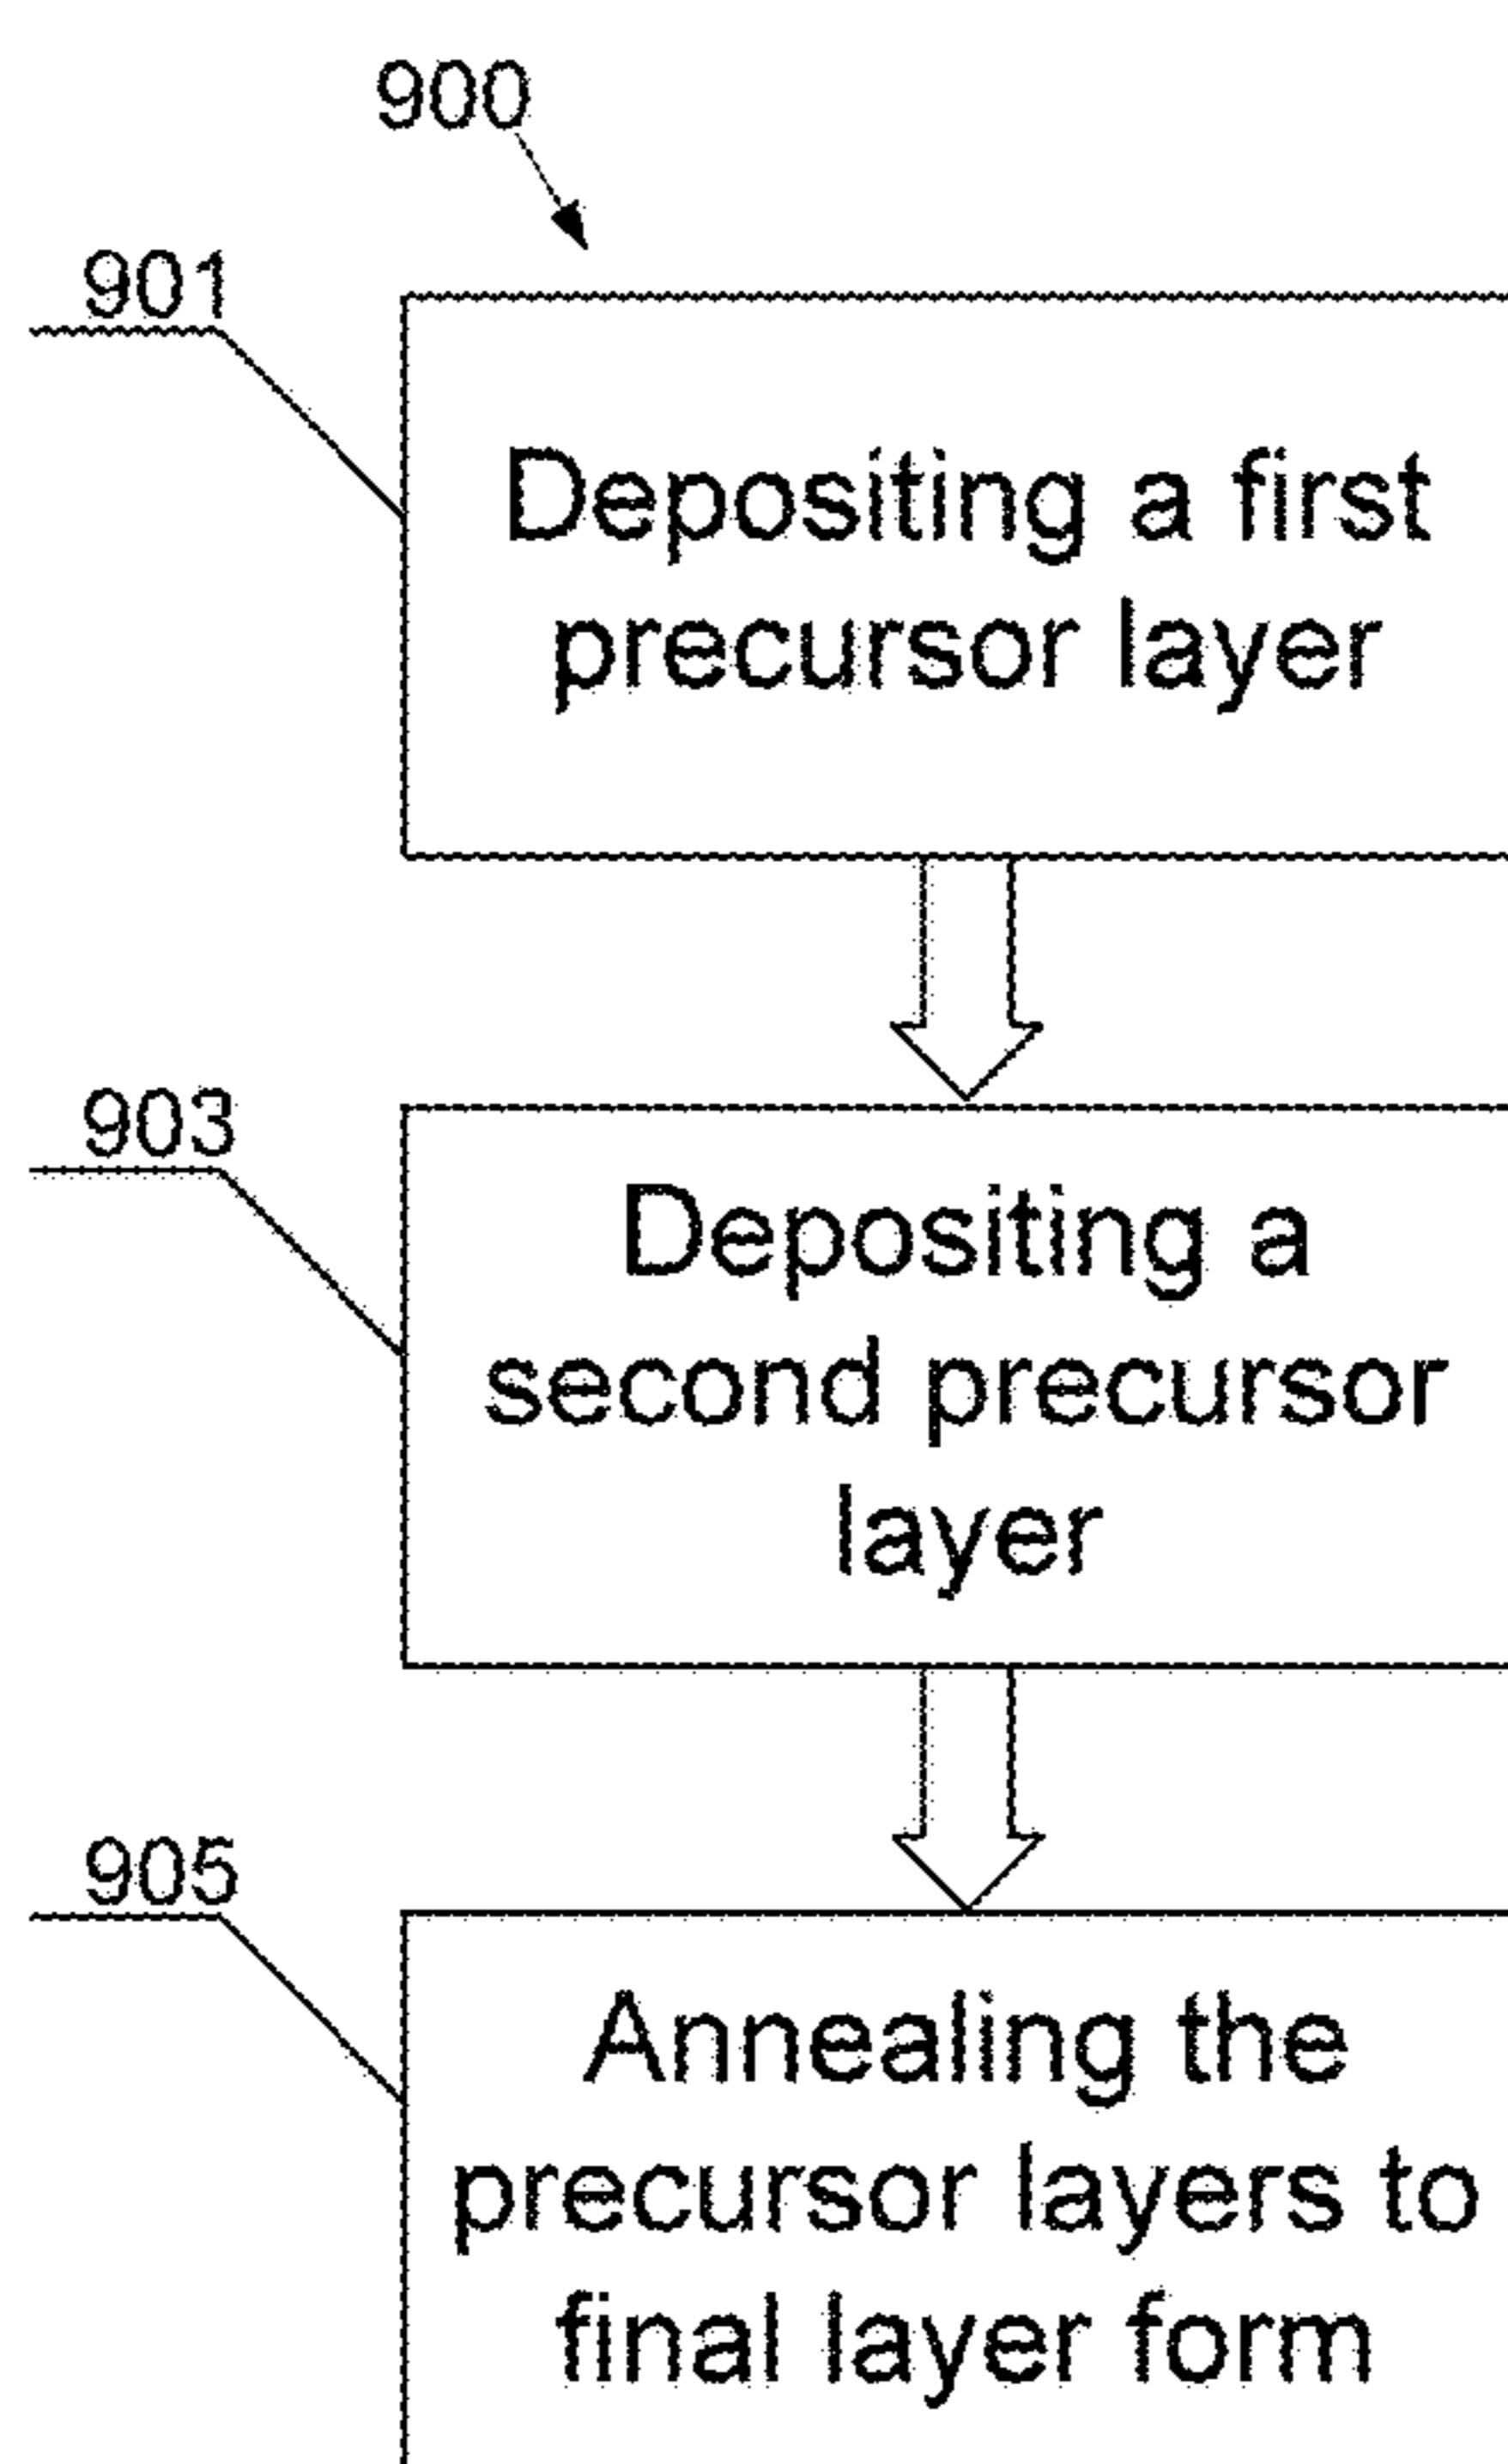 900
901
Depositing a first
precursor layer
903
Depositing a
second precursor
layer
905
Annealing the
precursor layers to
final layer form